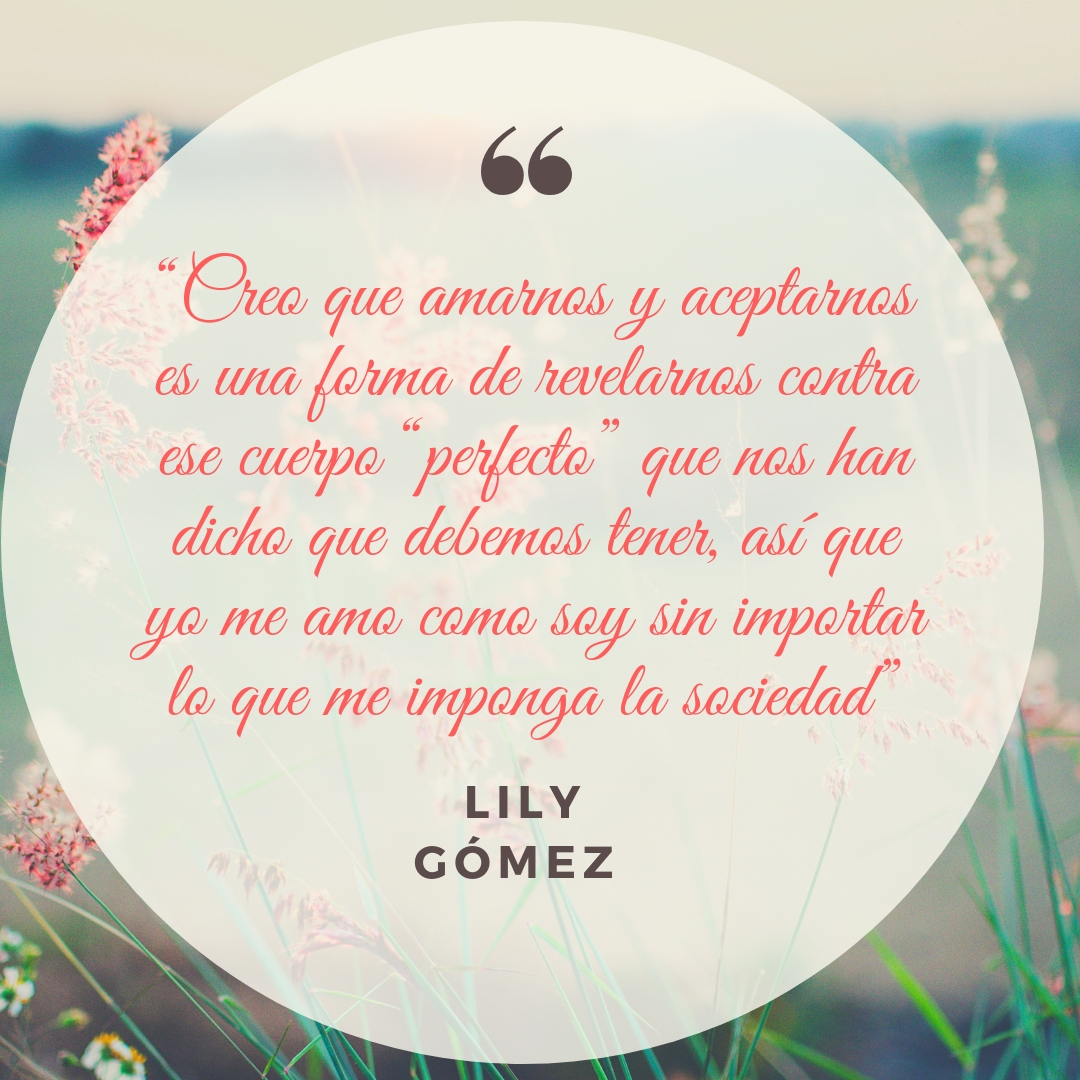 ❝
“Creo que amarnos y aceptarnos
es una forma de revelarnos contra
ese cuerpo “perfecto” que nos han
dicho que debemos tener, así que
yo me amo como soy sin importar
lo que me imponga la sociedad”
LILY
GÓMEZ